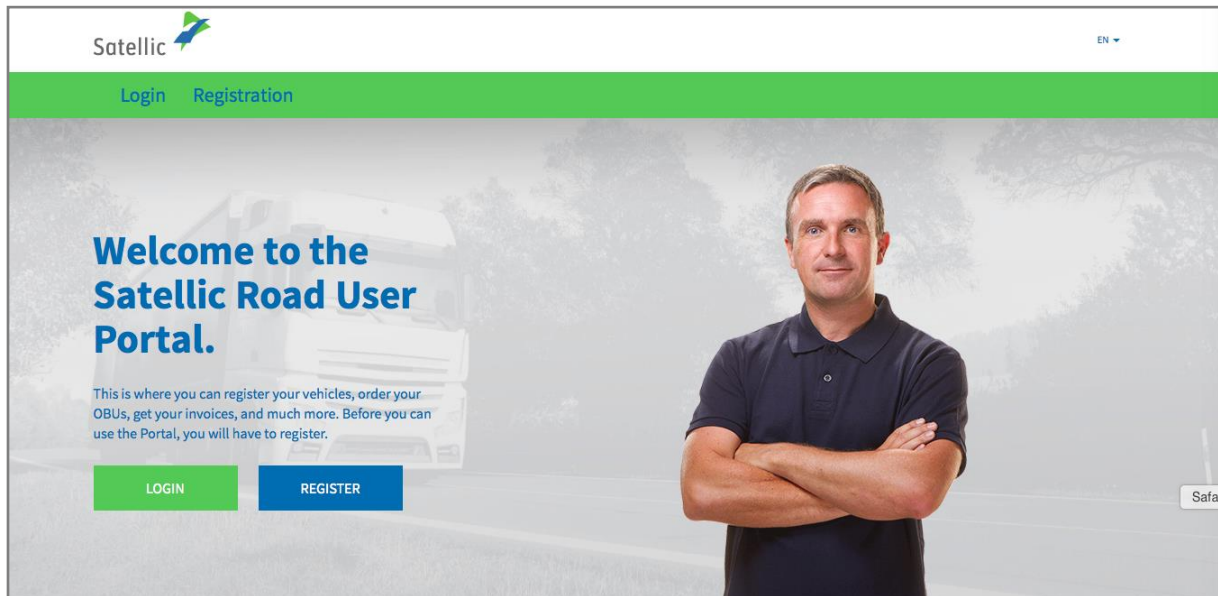 Satellic
EN
Login Registration
Welcome to the
Satellic Road User
Portal.
This is where you can register your vehicles, order your
OBUs, get your invoices, and much more. Before you can
use the Portal, you will have to register.
LOGIN REGISTER
Safa